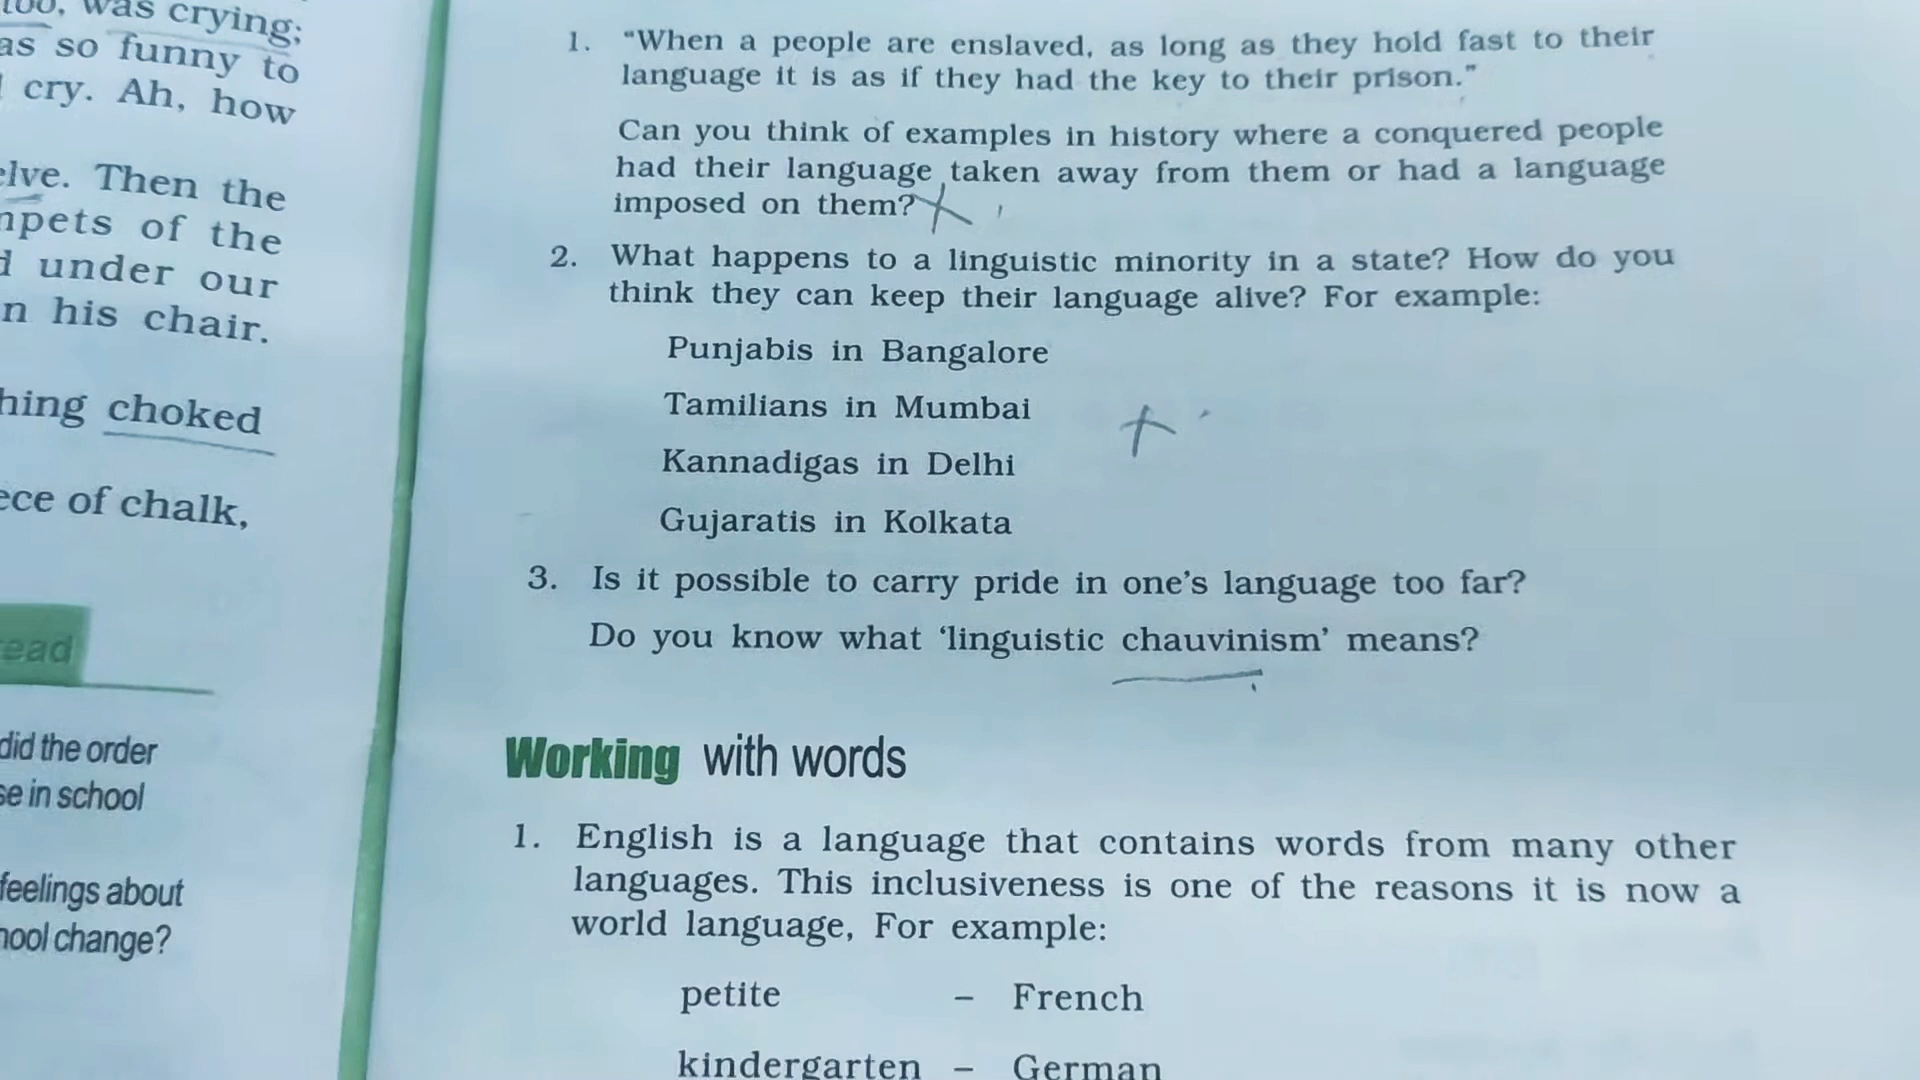 was crying;
as so funny to
cry. Ah, how
Then the
of the
under our
n his chair.
choked
of chalk,
did the order
in school
feelings about
change?
1. “When a people are enslaved, as long as they hold fast to their
language it is as if they had the key to their prison.”
Can you think of examples in history where a conquered people
had their language taken away from them or had a language
imposed on them?
2. What happens to a linguistic minority in a state? How do you
think they can keep their language alive? For example:
Punjabis in Bangalore
Tamilians in Mumbai
Kannadigas in Delhi
Gujaratis in Kolkata
3. Is it possible to carry pride in one’s language too far?
Do you know what ‘linguistic chauvinism’ means?
Working with words
1. English is a language that contains words from many other
languages. This inclusiveness is one of the reasons it is now a
world language, For example:
petite – French
kindergarten – German